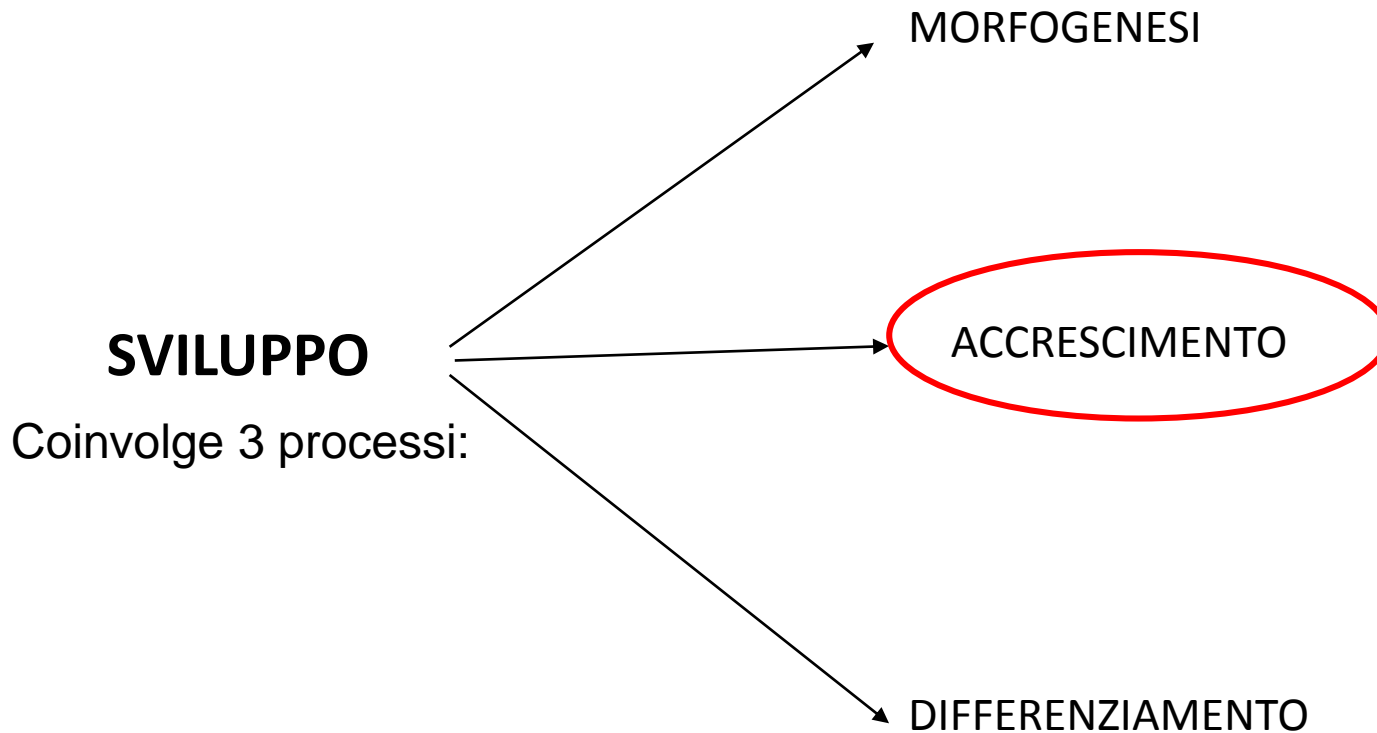 MORFOGENESI
SVILUPPO
ACCRESCIMENTO
Coinvolge 3 processi:
DIFFERENZIAMENTO